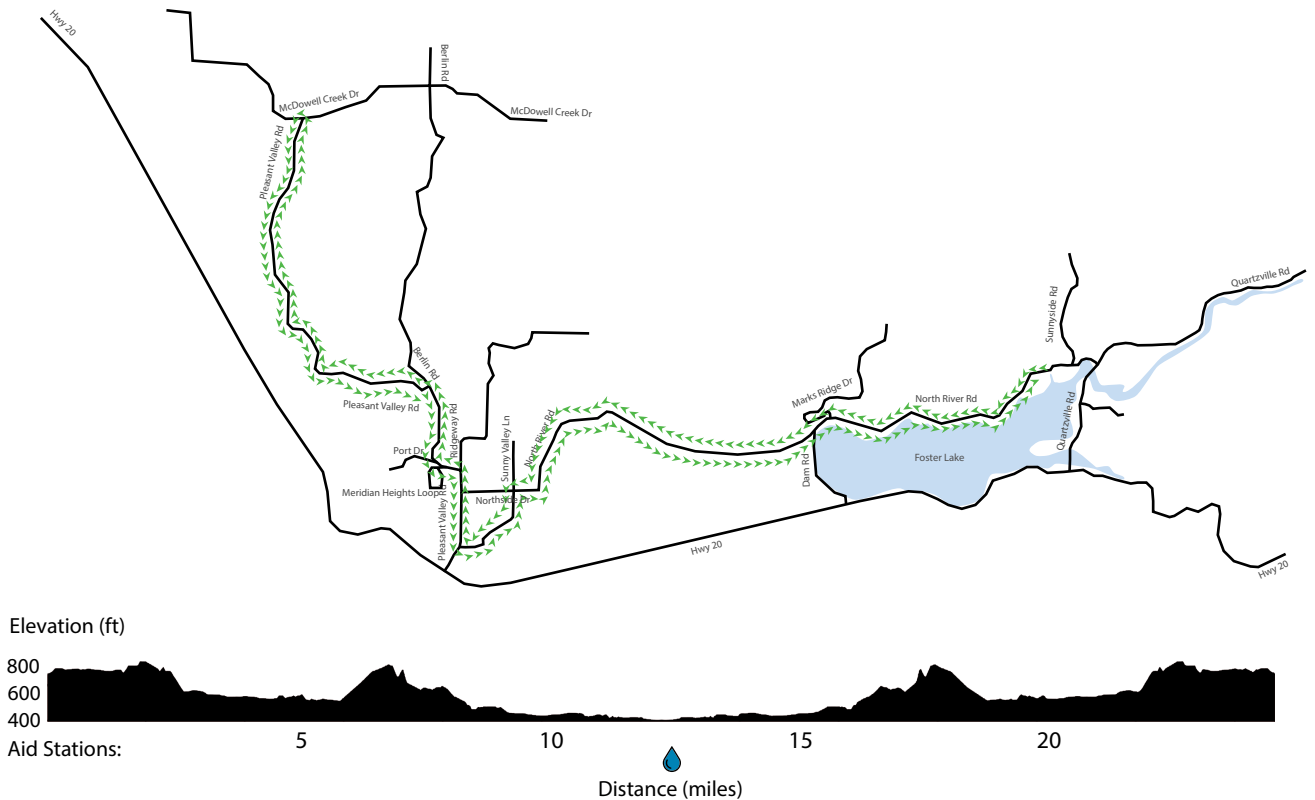 Hwy 20
Berlin Rd
McDowell Creek Dr
McDowell Creek Dr
Pleasant Valley Rd
Quartzville Rd
Sunnyside Rd
Berlin Rd
Marks Ridge Dr
North River Rd
Pleasant Valley Rd
Ridgeway Rd
Sunny Valley Ln
North River Rd
Quartzville Rd
Port Dr
Foster Lake
Dam Rd
Meridian Heights Loop
Northside Dr
Pleasant Valley Rd
Hwy 20
Hwy 20
Elevation (ft)
800
600
400
Aid Stations:
5 10 15 20
Distance (miles)